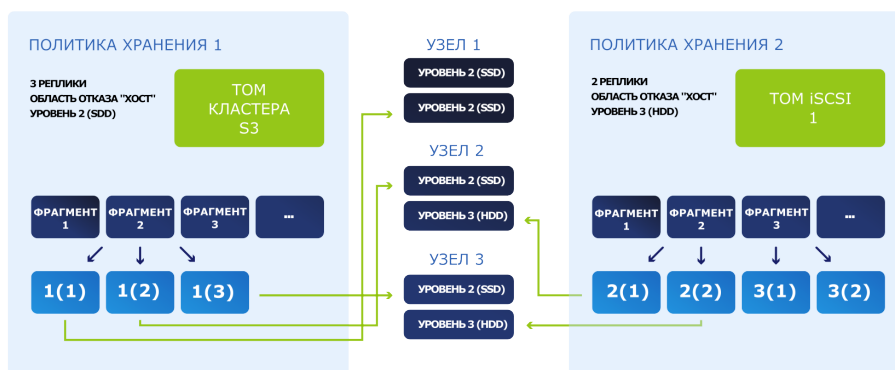 ПОЛИТИКА ХРАНЕНИЯ 1
3 РЕПЛИКИ
ОБЛАСТЬ ОТКАЗА "ХОСТ"
УРОВЕНЬ 2 (SDD)
ТОМ
КЛАСТЕРА
S3
ФРАГМЕНТ
1
ФРАГМЕНТ
2
ФРАГМЕНТ
3
...
1(1)
1(2)
1(3)
УЗЕЛ 1
УРОВЕНЬ 2 (SSD)
УРОВЕНЬ 2 (SSD)
УЗЕЛ 2
УРОВЕНЬ 2 (SSD)
УРОВЕНЬ 3 (HDD)
УЗЕЛ 3
УРОВЕНЬ 2 (SSD)
УРОВЕНЬ 3 (HDD)
ПОЛИТИКА ХРАНЕНИЯ 2
2 РЕПЛИКИ
ОБЛАСТЬ ОТКАЗА "ХОСТ"
УРОВЕНЬ 3 (HDD)
ТОМ iSCSI
1
ФРАГМЕНТ
1
ФРАГМЕНТ
2
ФРАГМЕНТ
3
...
2(1)
2(2)
3(1)
3(2)